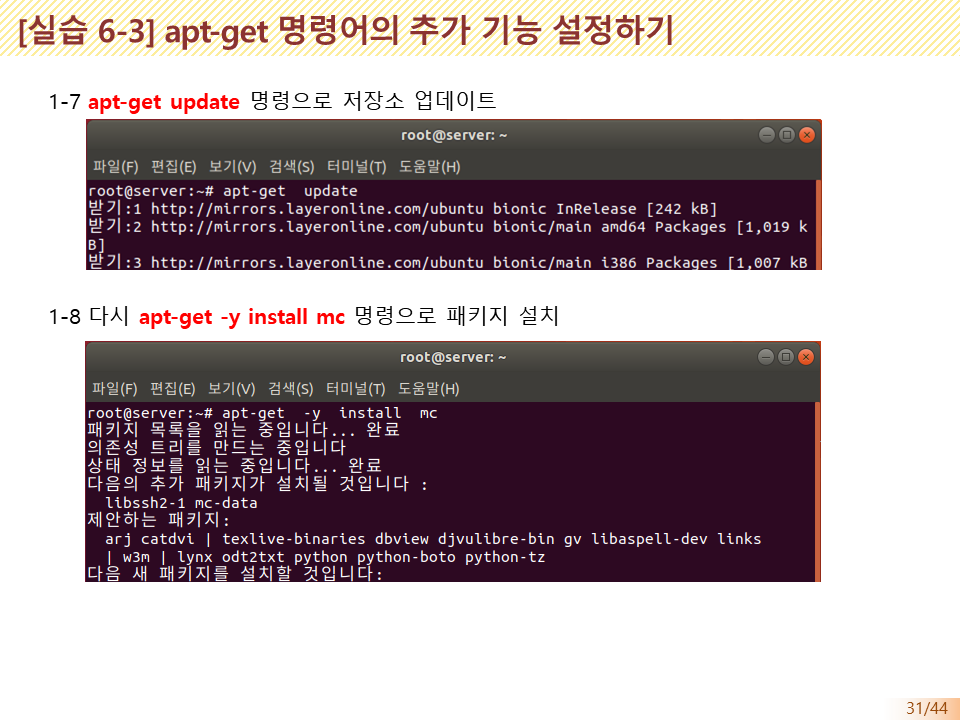 [실습 6-3] apt-get 명령어의 추가 기능 설정하기
1-7 apt-get update 명령으로 저장소 업데이트
root@server: ~
파일(F) 편집(E) 보기(V) 검색(S) 터미널(T) 도움말(H)
root@server:~# apt-get  update
받기:1 http://mirrors.layeronline.com/ubuntu bionic InRelease [242 kB]
받기:2 http://mirrors.layeronline.com/ubuntu bionic/main amd64 Packages [1,019 k
B]
받기:3 http://mirrors.layeronline.com/ubuntu bionic/main i386 Packages [1,007 kB
1-8 다시 apt-get -y install mc 명령으로 패키지 설치
root@server: ~
파일(F) 편집(E) 보기(V) 검색(S) 터미널(T) 도움말(H)
root@server:~# apt-get  -y  install  mc
패키지 목록을 읽는 중입니다... 완료
의존성 트리를 만드는 중입니다
상태 정보를 읽는 중입니다... 완료
다음의 추가 패키지가 설치될 것입니다 :
libssh2-1 mc-data
제안하는 패키지:
arj catdvi | texlive-binaries dbview djvulibre-bin gv libaspell-dev links
| w3m | lynx odt2txt python python-boto python-tz
다음 새 패키지를 설치할 것입니다:
31/44